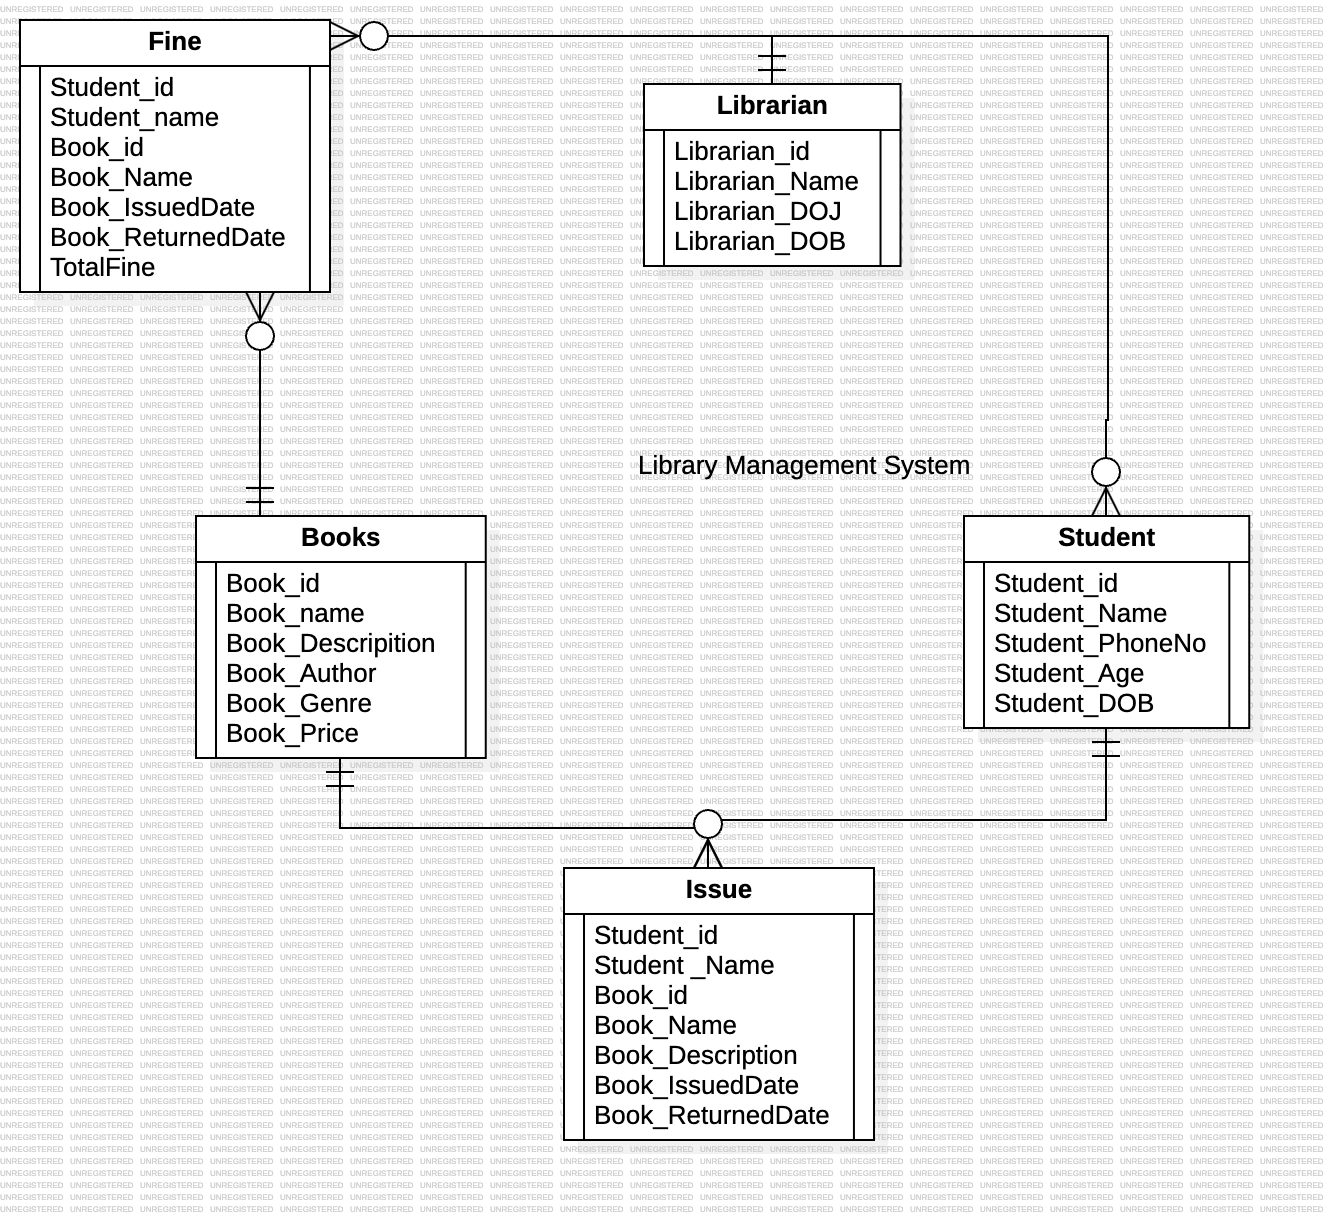 Fine
Student_id
Student_name
Book_id
Book_Name
Book_IssuedDate
Book_ReturnedDate
TotalFine
Librarian
Librarian_id
Librarian_Name
Librarian_DOJ
Librarian_DOB
Library Management System
Books
Book_id
Book_name
Book_Descripition
Book_Author
Book_Genre
Book_Price
Student
Student_id
Student_Name
Student_PhoneNo
Student_Age
Student_DOB
Issue
Student_id
Student _Name
Book_id
Book_Name
Book_Description
Book_IssuedDate
Book_ReturnedDate
UNREGISTERED